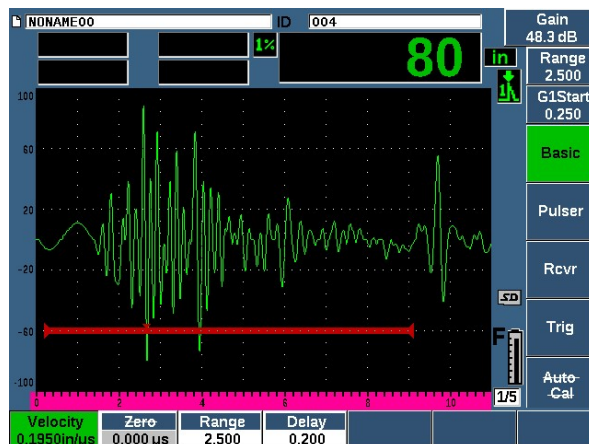 NONAME00 ID 004
Gain
48.3 dB
1% 80 in
Range
2.500
1
G1Start
0.250
100
60
20
-20
-60
-100
2 4 6 8 10
Basic
Pulser
Rcvr
SD
Trig
F
Auto
Cal
1/5
Velocity
0.1950in/us
Zero
0.000 us
Range
2.500
Delay
0.200